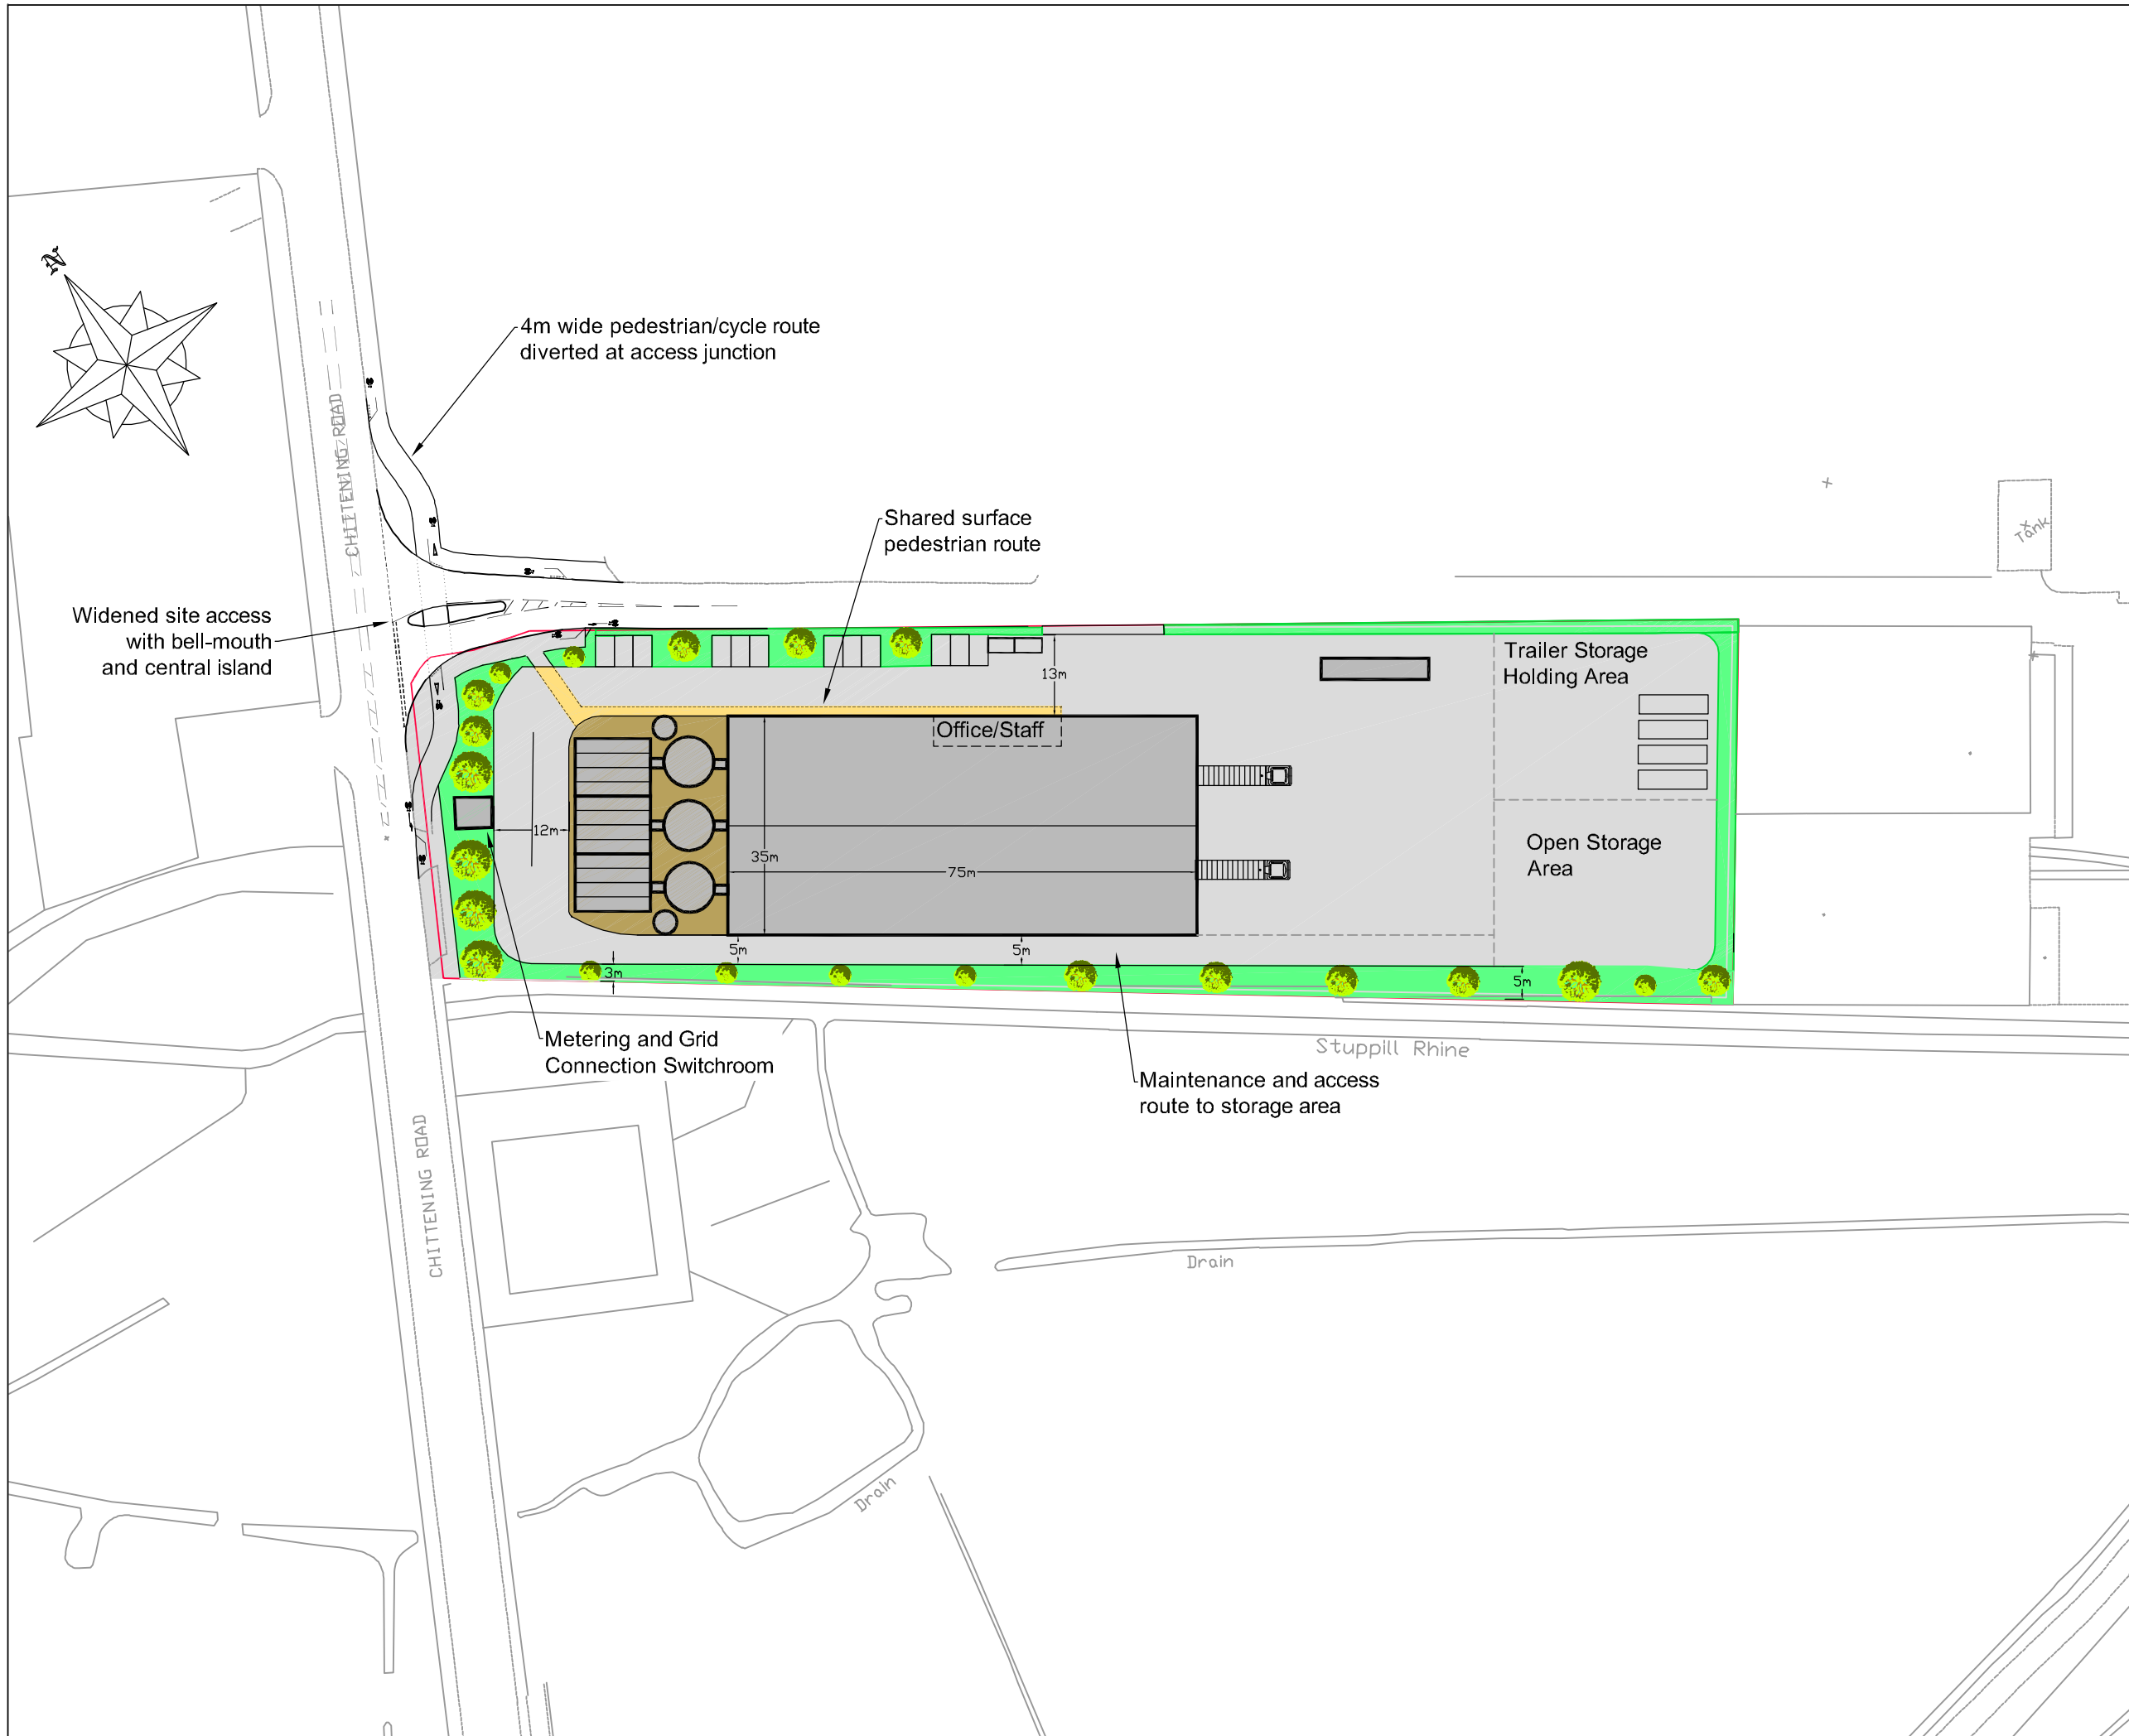 N
4m wide pedestrian/cycle route
diverted at access junction
CHITTENING ROAD
Tank
Shared surface
pedestrian route
Widened site access
with bell-mouth
and central island
Trailer Storage
Holding Area
13m
Office/Staff
12m
35m
75m
Open Storage
Area
5m
5m
3m
5m
Metering and Grid
Connection Switchroom
Stuppill Rhine
Maintenance and access
route to storage area
CHITTENING ROAD
Drain
Drain